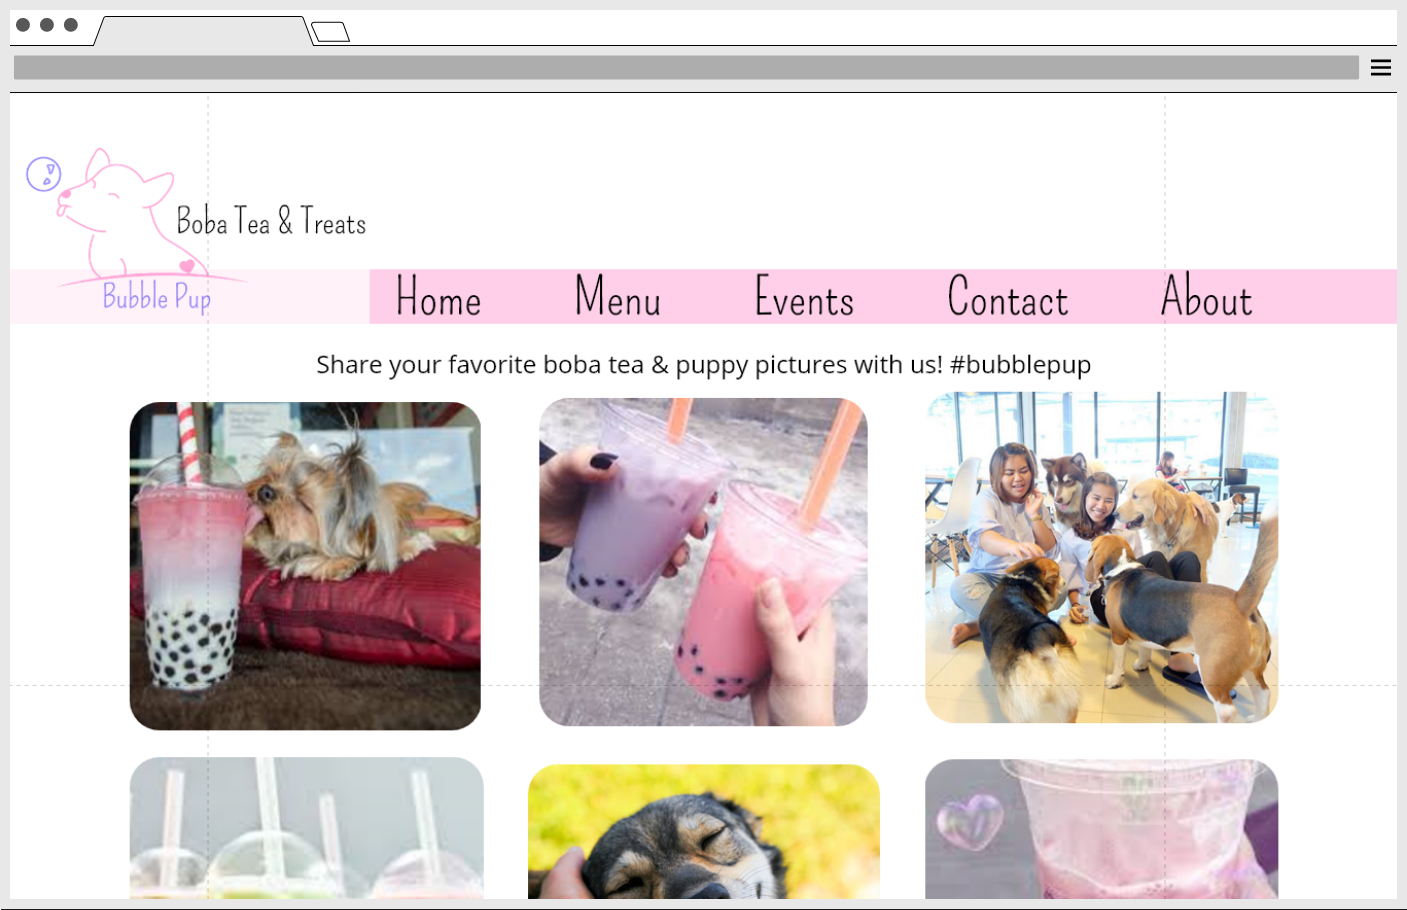 Boba Tea & Treats
Bubble Pup
Home Menu Events Contact About
Share your favorite boba tea & puppy pictures with us! #bubblepup